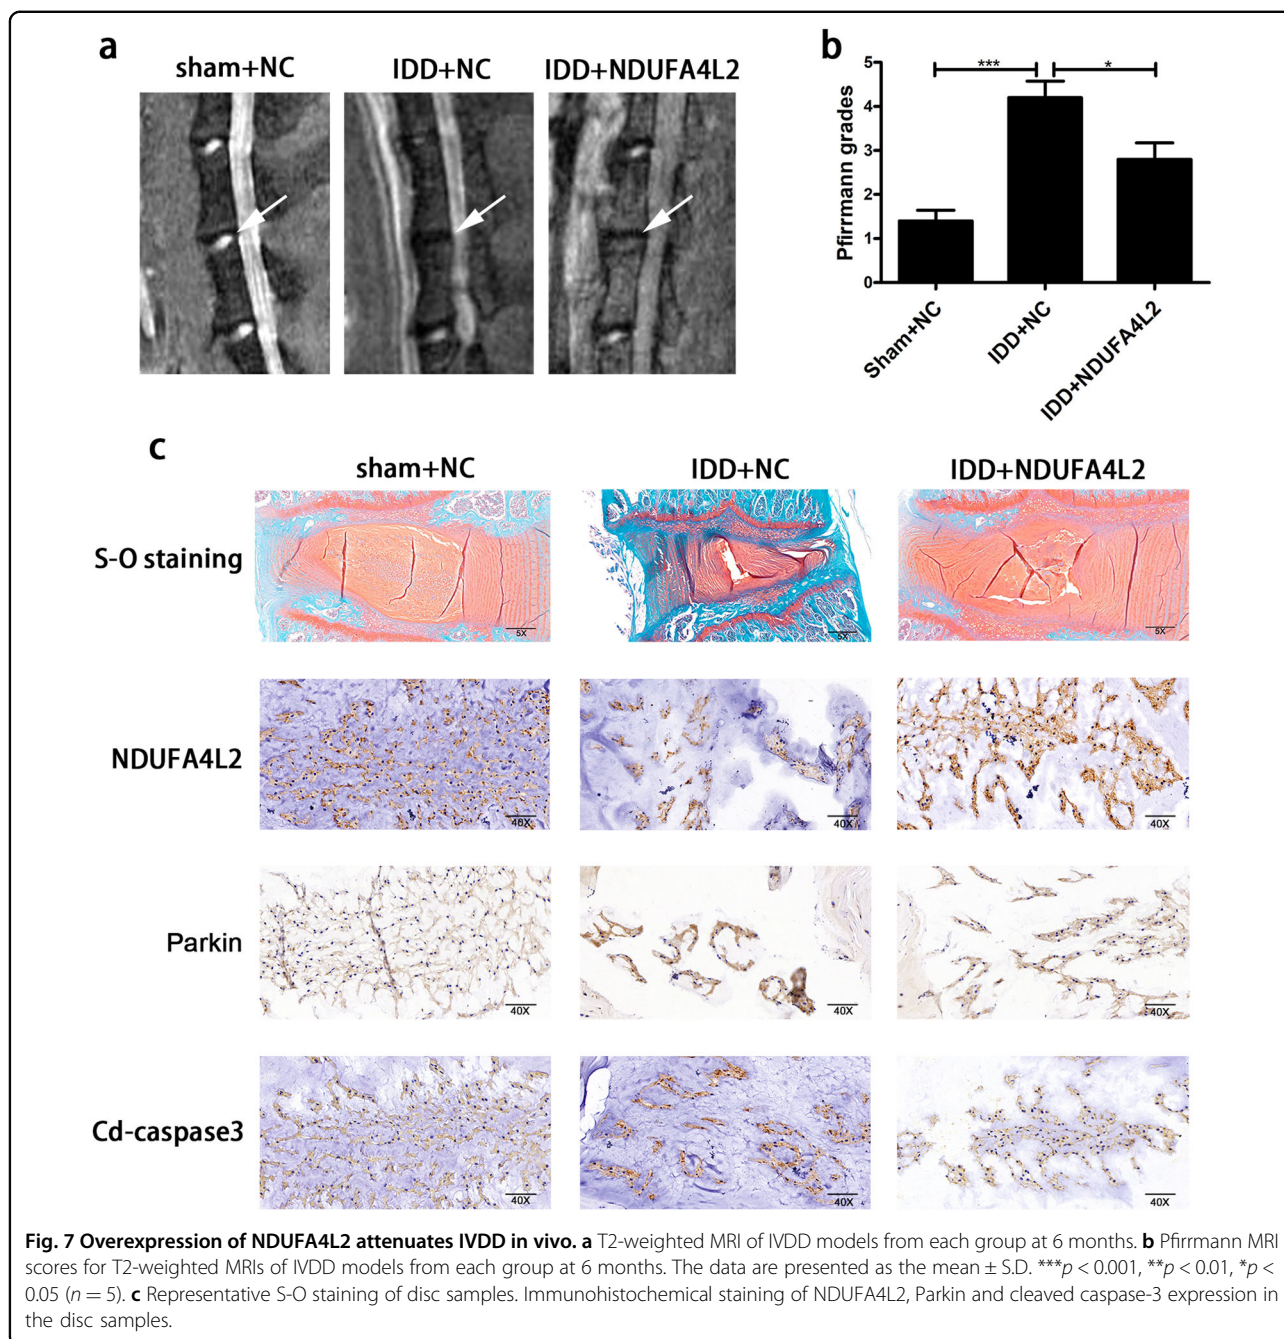 a
sham+NC
IDD+NC
IDD+NDUFA4L2
b
Pfirrmann grades
5
4
3
2
1
0
***
*
Sham+NC
IDD+NC
IDD+NDUFA4L2
c
sham+NC
IDD+NC
IDD+NDUFA4L2
S-O staining
5X
5X
5X
NDUFA4L2
40X
40X
40X
Parkin
40X
40X
40X
Cd-caspase3
40X
40X
40X
Fig. 7 Overexpression of NDUFA4L2 attenuates IVDD in vivo. a T2-weighted MRI of IVDD models from each group at 6 months. b Pfirrmann MRI
scores for T2-weighted MRIs of IVDD models from each group at 6 months. The data are presented as the mean ± S.D. ***p < 0.001, **p < 0.01, *p <
0.05 (n = 5). c Representative S-O staining of disc samples. Immunohistochemical staining of NDUFA4L2, Parkin and cleaved caspase-3 expression in
the disc samples.